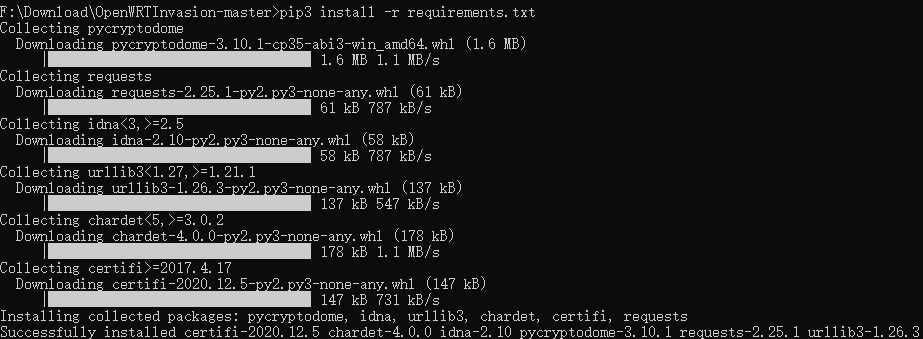 F:\Download\OpenWRTInvasion-master>pip3 install -r requirements.txt
Collecting pycryptodome
  Downloading pycryptodome-3.10.1-cp35-abi3-win_amd64.whl (1.6 MB)
     |████████████████████████████████| 1.6 MB 1.1 MB/s
Collecting requests
  Downloading requests-2.25.1-py2.py3-none-any.whl (61 kB)
     |████████████████████████████████| 61 kB 787 kB/s
Collecting idna<3,>=2.5
  Downloading idna-2.10-py2.py3-none-any.whl (58 kB)
     |████████████████████████████████| 58 kB 787 kB/s
Collecting urllib3<1.27,>=1.21.1
  Downloading urllib3-1.26.3-py2.py3-none-any.whl (137 kB)
     |████████████████████████████████| 137 kB 547 kB/s
Collecting chardet<5,>=3.0.2
  Downloading chardet-4.0.0-py2.py3-none-any.whl (178 kB)
     |████████████████████████████████| 178 kB 1.1 MB/s
Collecting certifi>=2017.4.17
  Downloading certifi-2020.12.5-py2.py3-none-any.whl (147 kB)
     |████████████████████████████████| 147 kB 731 kB/s
Installing collected packages: pycryptodome, idna, urllib3, chardet, certifi, requests
Successfully installed certifi-2020.12.5 chardet-4.0.0 idna-2.10 pycryptodome-3.10.1 requests-2.25.1 urllib3-1.26.3